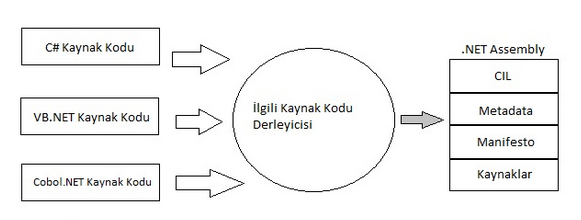 C# Kaynak Kodu
VB.NET Kaynak Kodu
Cobol.NET Kaynak Kodu
İlgili Kaynak Kodu
Derleyicisi
.NET Assembly
CIL
Metadata
Manifesto
Kaynaklar